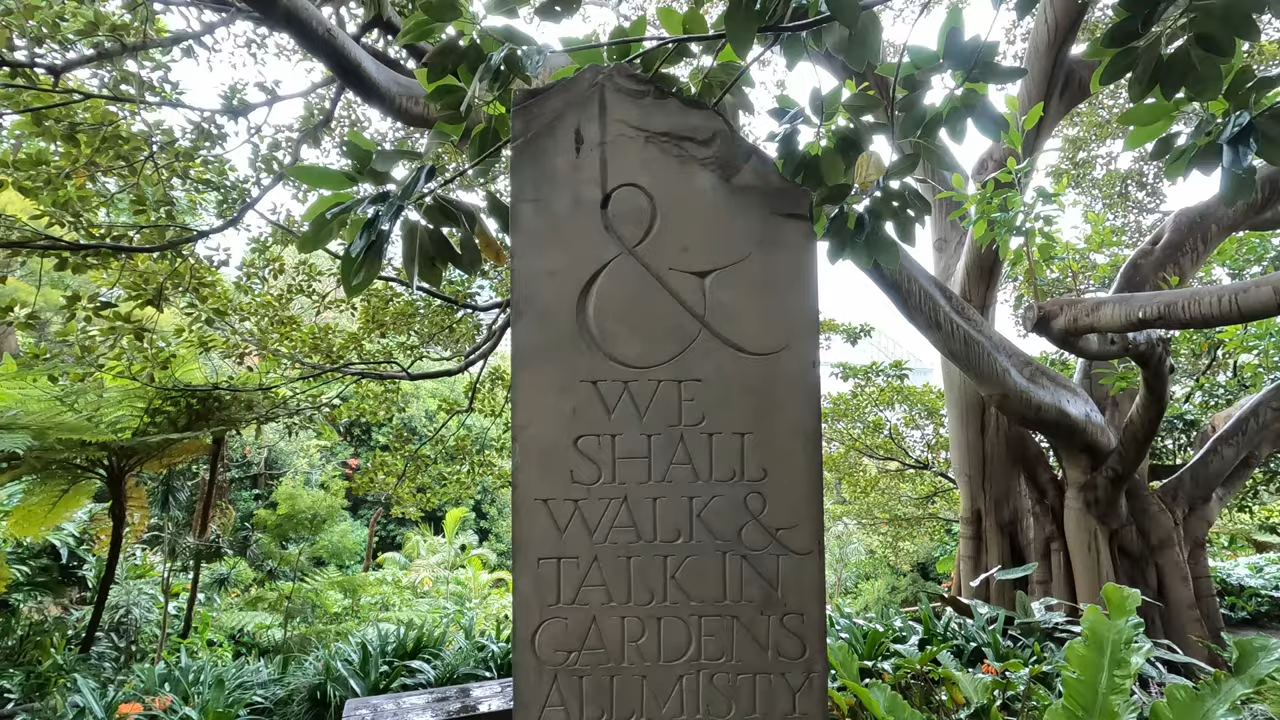 &
WE
SHALL
WALK &
TALK IN
GARDENS
ALL MISTY